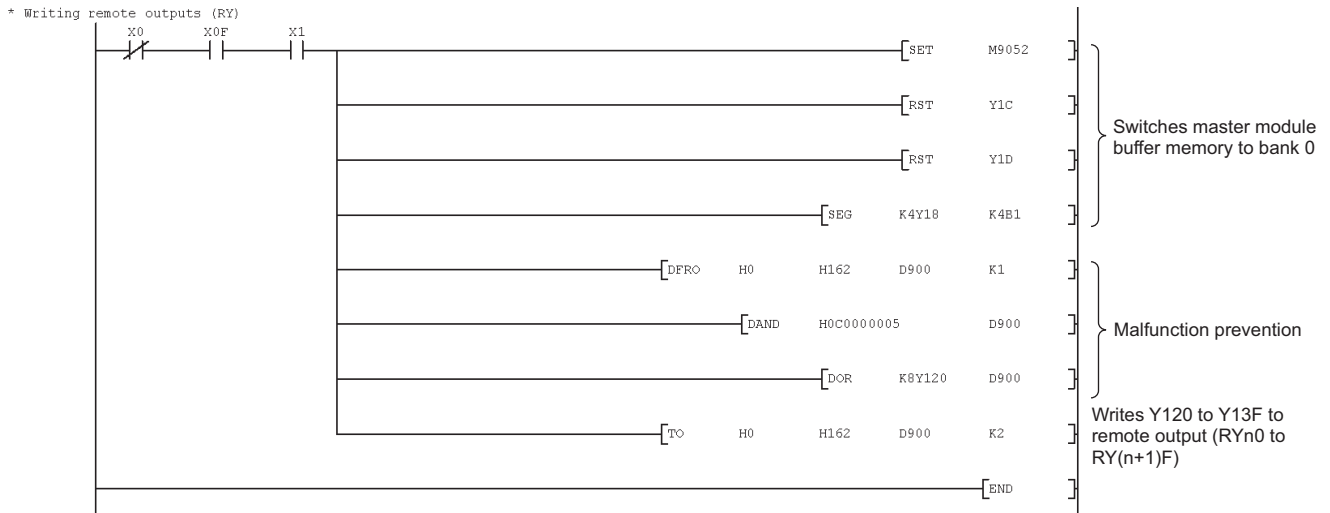 * Writing remote outputs (RY)
X0 X0F X1
SET M9052
RST Y1C
Switches master module
buffer memory to bank 0
RST Y1D
SEG K4Y18 K4B1
DFRO H0 H162 D900 K1
DAND H0C0000005 D900
Malfunction prevention
DOR K8Y120 D900
TO H0 H162 D900 K2
Writes Y120 to Y13F to
remote output (RYn0 to
RY(n+1)F)
END